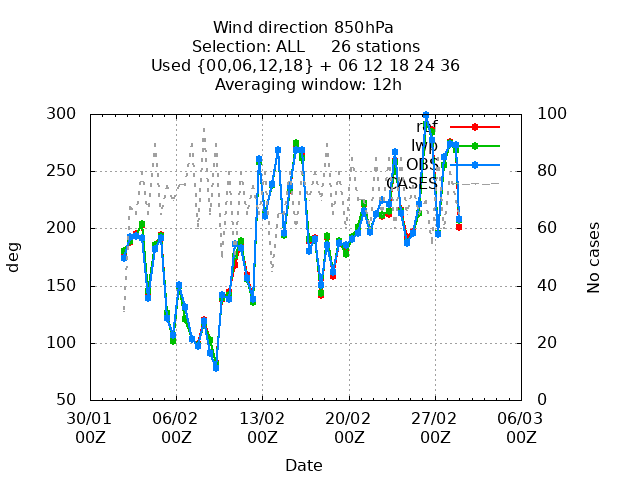 Wind direction 850hPa
Selection: ALL 26 stations
Used {00,06,12,18} + 06 12 18 24 36
Averaging window: 12h
300 100
ref
lwp
250 OBS 80
CASES
200 60
deg No cases
150 40
100 20
50 0
30/01 06/02 13/02 20/02 27/02 06/03
00Z 00Z 00Z 00Z 00Z 00Z
Date